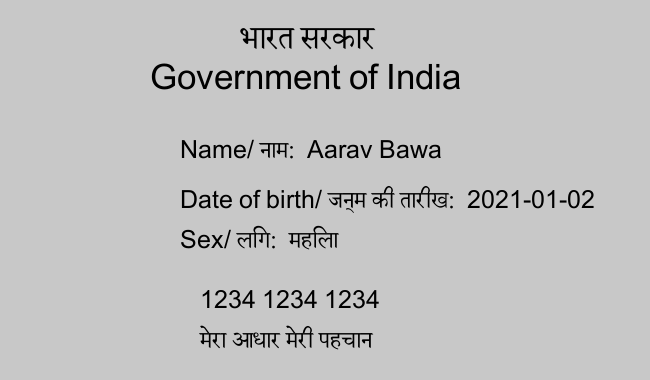 भारत सरकार
Government of India
Name/ नाम: Aarav Bawa
Date of birth/ जन्म की तारीख: 2021-01-02
Sex/ लिंग: महिला
1234 1234 1234
मेरा आधार मेरी पहचान